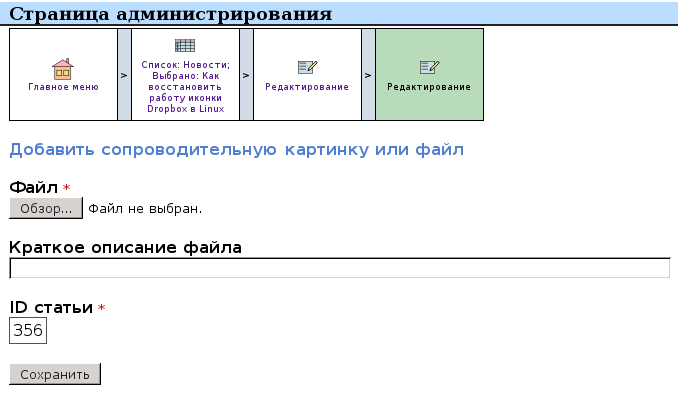 Страница администрирования
Главное меню
>
Список: Новости;
Выбрано: Как
восстановить
работу иконки
Dropbox в Linux
>
Редактирование
>
Редактирование
Добавить сопроводительную картинку или файл
Файл *
Обзор... Файл не выбран.
Краткое описание файла
ID статьи *
356
Сохранить